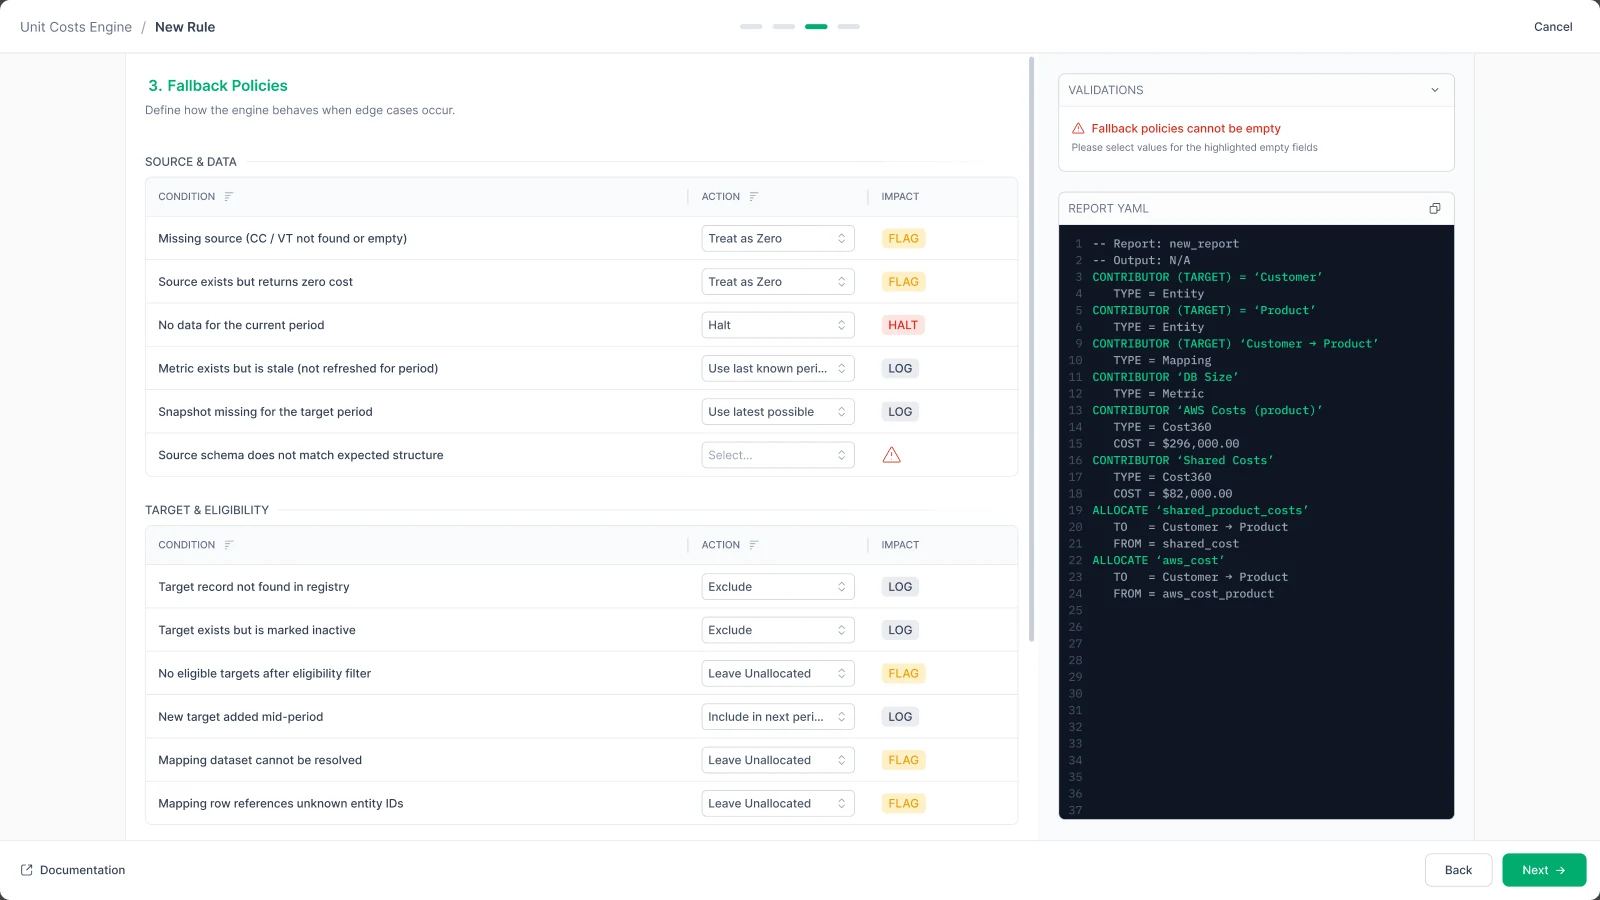 Unit Costs Engine / New Rule
Cancel
3. Fallback Policies
Define how the engine behaves when edge cases occur.
SOURCE & DATA
CONDITION ACTION IMPACT
Missing source (CC / VT not found or empty) Treat as Zero FLAG
Source exists but returns zero cost Treat as Zero FLAG
No data for the current period Halt HALT
Metric exists but is stale (not refreshed for period) Use last known peri... LOG
Snapshot missing for the target period Use latest possible LOG
Source schema does not match expected structure Select...
TARGET & ELIGIBILITY
CONDITION ACTION IMPACT
Target record not found in registry Exclude LOG
Target exists but is marked inactive Exclude LOG
No eligible targets after eligibility filter Leave Unallocated FLAG
New target added mid-period Include in next peri... LOG
Mapping dataset cannot be resolved Leave Unallocated FLAG
Mapping row references unknown entity IDs Leave Unallocated FLAG
VALIDATIONS
Fallback policies cannot be empty
Please select values for the highlighted empty fields
REPORT YAML
1 -- Report: new_report
2 -- Output: N/A
3 CONTRIBUTOR (TARGET) = ‘Customer’
4 TYPE = Entity
5 CONTRIBUTOR (TARGET) = ‘Product’
6 TYPE = Entity
9 CONTRIBUTOR (TARGET) ‘Customer → Product’
10 TYPE = Mapping
11 CONTRIBUTOR ‘DB Size’
12 TYPE = Metric
13 CONTRIBUTOR ‘AWS Costs (product)’
14 TYPE = Cost360
15 COST = $296,000.00
16 CONTRIBUTOR ‘Shared Costs’
17 TYPE = Cost360
18 COST = $82,000.00
19 ALLOCATE ‘shared_product_costs’
20 TO = Customer → Product
21 FROM = shared_cost
22 ALLOCATE ‘aws_cost’
23 TO = Customer → Product
24 FROM = aws_cost_product
25
26
27
28
29
30
31
32
33
34
35
36
37
Documentation
Back
Next →